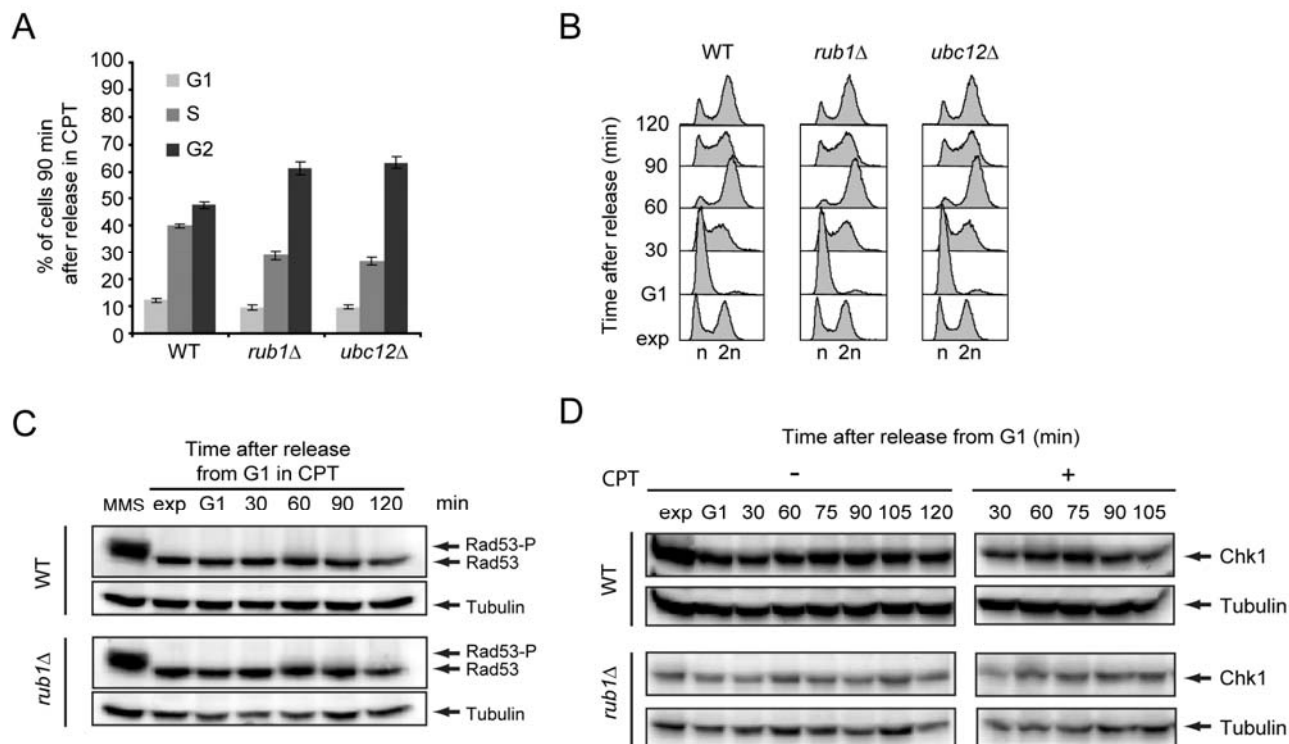 A
% of cells 90 min
after release in CPT
100
90
80
70
60
50
40
30
20
10
0
G1
S
G2
WT
rub1Δ
ubc12Δ
B
WT
rub1Δ
ubc12Δ
Time after release (min)
120
90
60
30
G1
exp
n 2n
n 2n
n 2n
C
Time after release
from G1 in CPT
MMS exp G1 30 60 90 120 min
WT
Rad53-P
Rad53
Tubulin
rub1Δ
Rad53-P
Rad53
Tubulin
D
Time after release from G1 (min)
CPT - +
exp G1 30 60 75 90 105 120 30 60 75 90 105
WT
Chk1
Tubulin
rub1Δ
Chk1
Tubulin